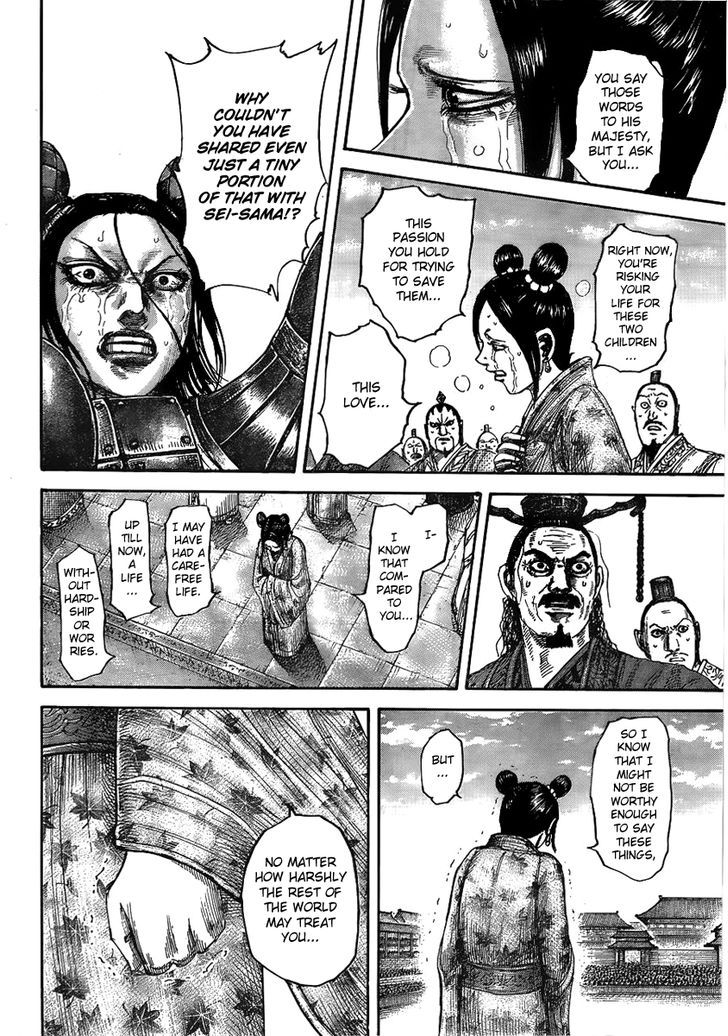 YOU SAY
THOSE
WORDS
TO HIS
MAJESTY,
BUT I ASK
YOU...
WHY
COULDN'T
YOU HAVE
SHARED EVEN
JUST A TINY
PORTION
OF THAT WITH
SEI-SAMA!?
RIGHT NOW,
YOU'RE
RISKING
YOUR
LIFE FOR
THESE
TWO
CHILDREN
...
THIS
PASSION
YOU HOLD
FOR TRYING
TO SAVE
THEM...
THIS
LOVE...
I-
I
KNOW
THAT
COM-
PARED
TO
YOU...
I MAY
HAVE
HAD A
CARE-
FREE
LIFE.
UP
TILL
NOW,
A
LIFE
...
WITH-
OUT
HARD-
SHIP
OR
WOR
RIES.
SO I
KNOW
THAT I
MIGHT
NOT BE
WORTHY
ENOUGH
TO SAY
THESE
THINGS,
BUT
...
NO MATTER
HOW HARSHLY
THE REST
OF THE
WORLD
MAY TREAT
YOU...